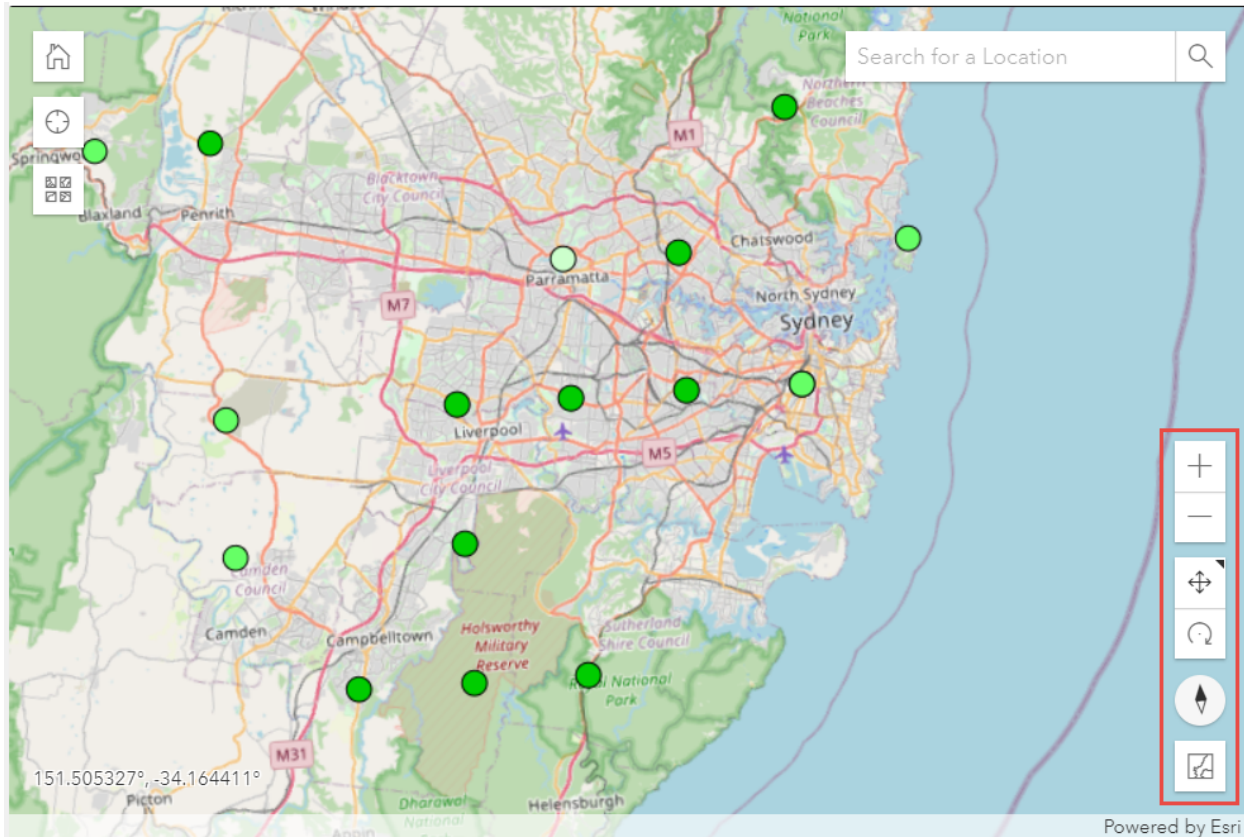 National
Park
Search for a Location
Northern
Beaches
Council
M1
Springwo
Blacktown
City Council
Blaxland
Penrith
Chatswood
Parramatta
M7
North Sydney
Sydney
Liverpool
M5
Liverpool
City Council
Camden
Council
Camden
Campbelltown
Holsworthy
Military
Reserve
Sutherland
Shire Council
Royal National
Park
M31
151.505327°, -34.164411°
Picton
Dharawal
National
Helensburgh
Appin
Powered by Esri